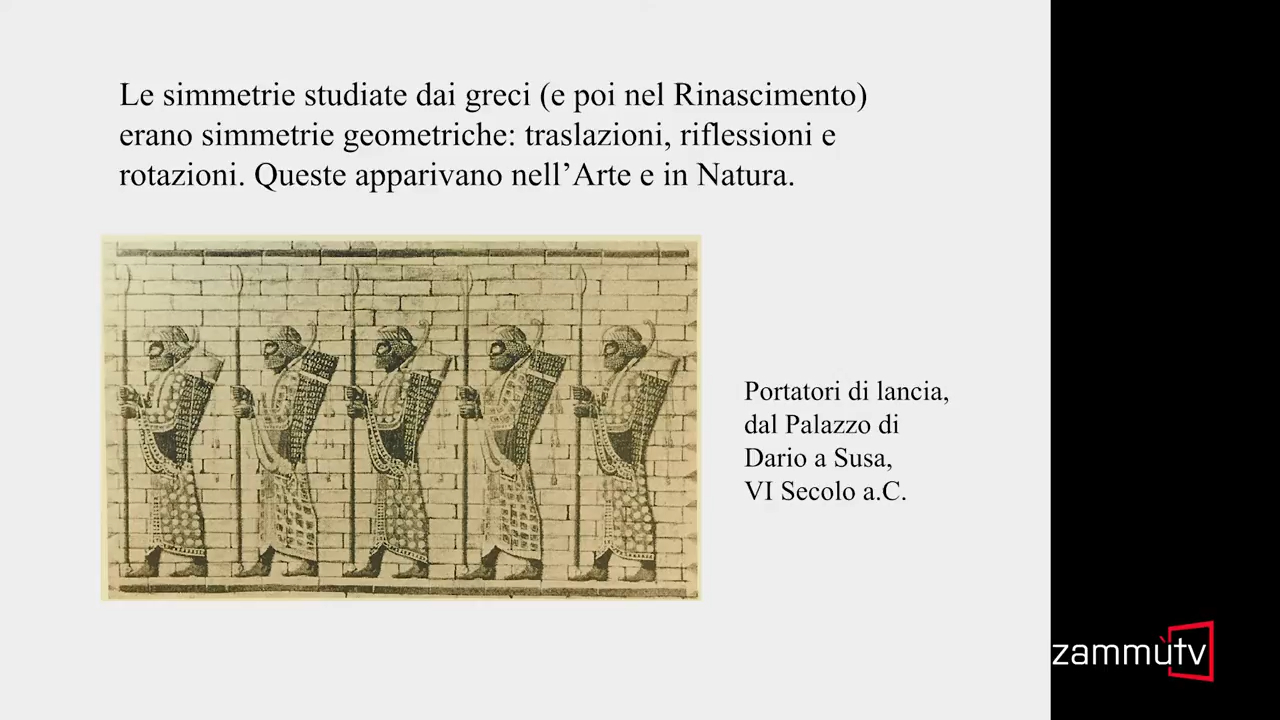 Le simmetrie studiate dai greci (e poi nel Rinascimento)
erano simmetrie geometriche: traslazioni, riflessioni e
rotazioni. Queste apparivano nell’Arte e in Natura.
Portatori di lancia,
dal Palazzo di
Dario a Susa,
VI Secolo a.C.
zammùtv